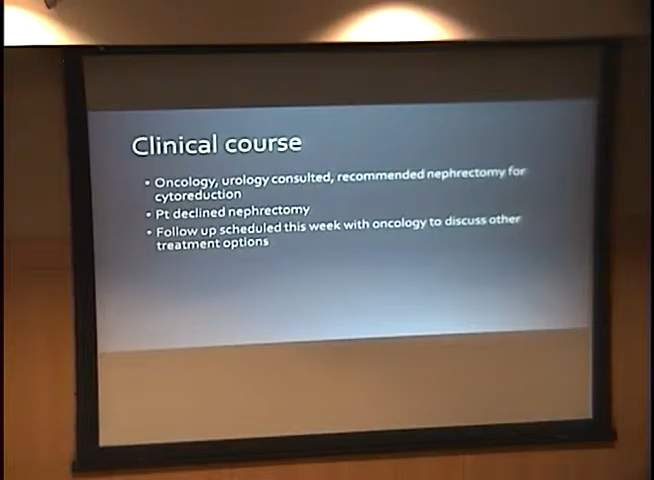 Clinical course
• Oncology, urology consulted, recommended nephrectomy for
cytoreduction
• Pt declined nephrectomy
• Follow up scheduled this week with oncology to discuss other
treatment options